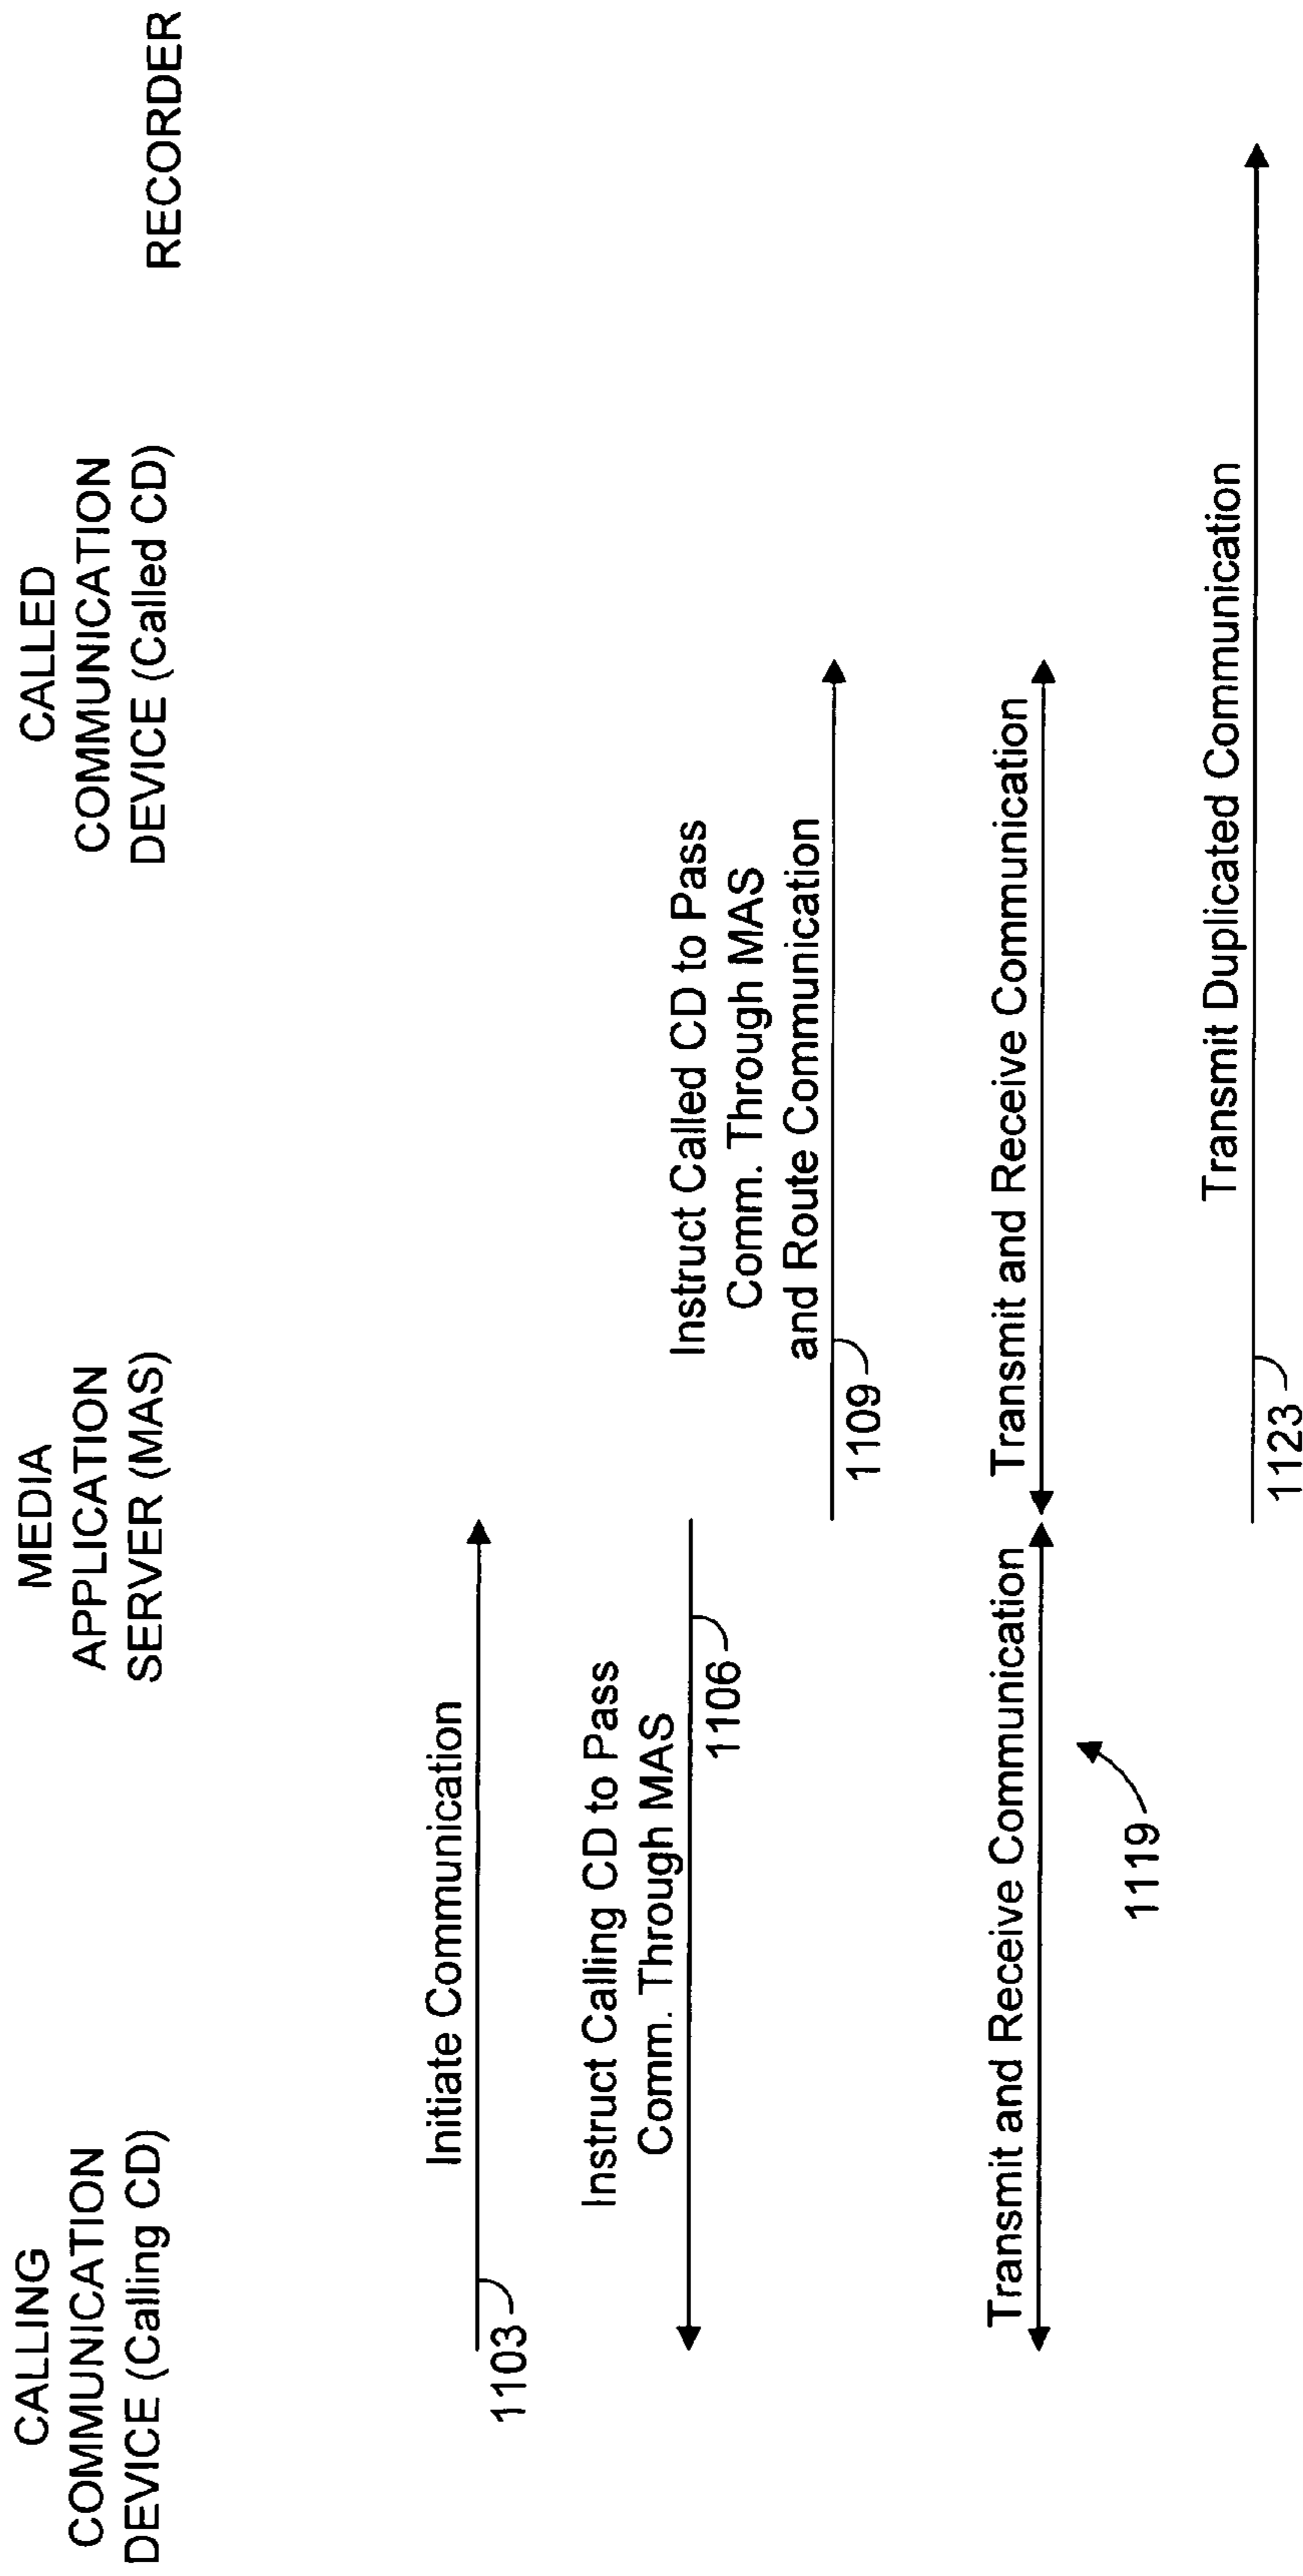 CALLING
COMMUNICATION
DEVICE (Calling CD)
MEDIA
APPLICATION
SERVER (MAS)
CALLED
COMMUNICATION
DEVICE (Called CD)
RECORDER
Initiate Communication
1103
Instruct Calling CD to Pass
Comm. Through MAS
1106
Instruct Called CD to Pass
Comm. Through MAS
and Route Communication
1109
Transmit and Receive Communication
Transmit and Receive Communication
1119
Transmit Duplicated Communication
1123